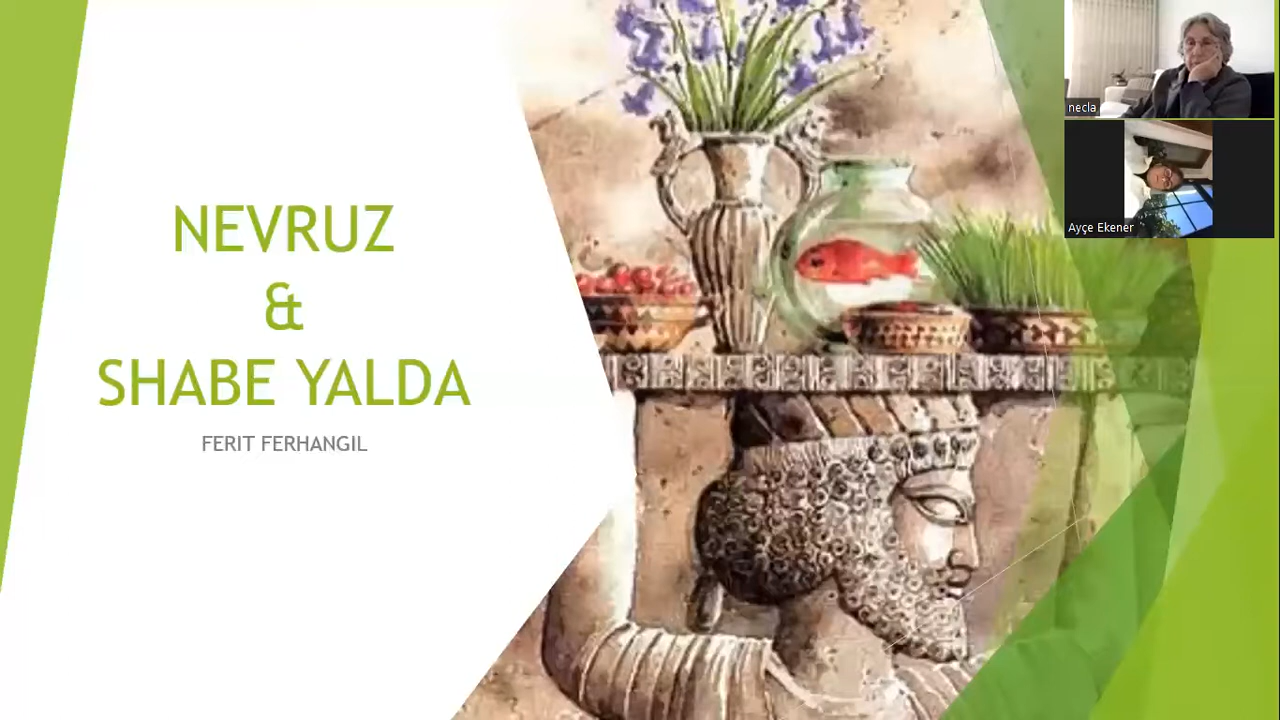 NEVRUZ
&
SHABE YALDA
FERIT FERHANGIL
necla
Ayçe Ekener